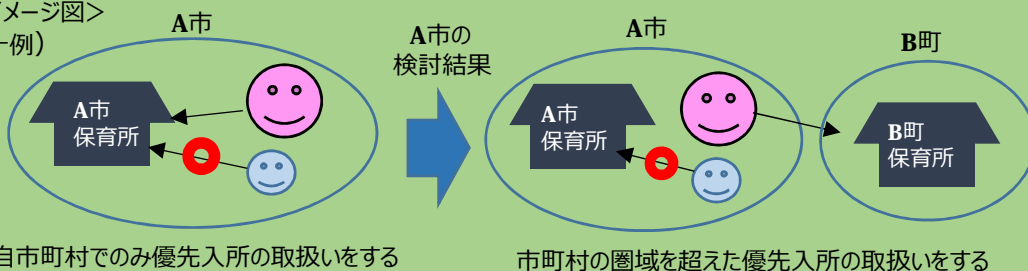 メージ図>
一例)
A市
A市
保育所
A市の
検討結果
A市
A市
保育所
B町
B町
保育所
自市町村でのみ優先入所の取扱いをする
市町村の圏域を超えた優先入所の取扱いをする